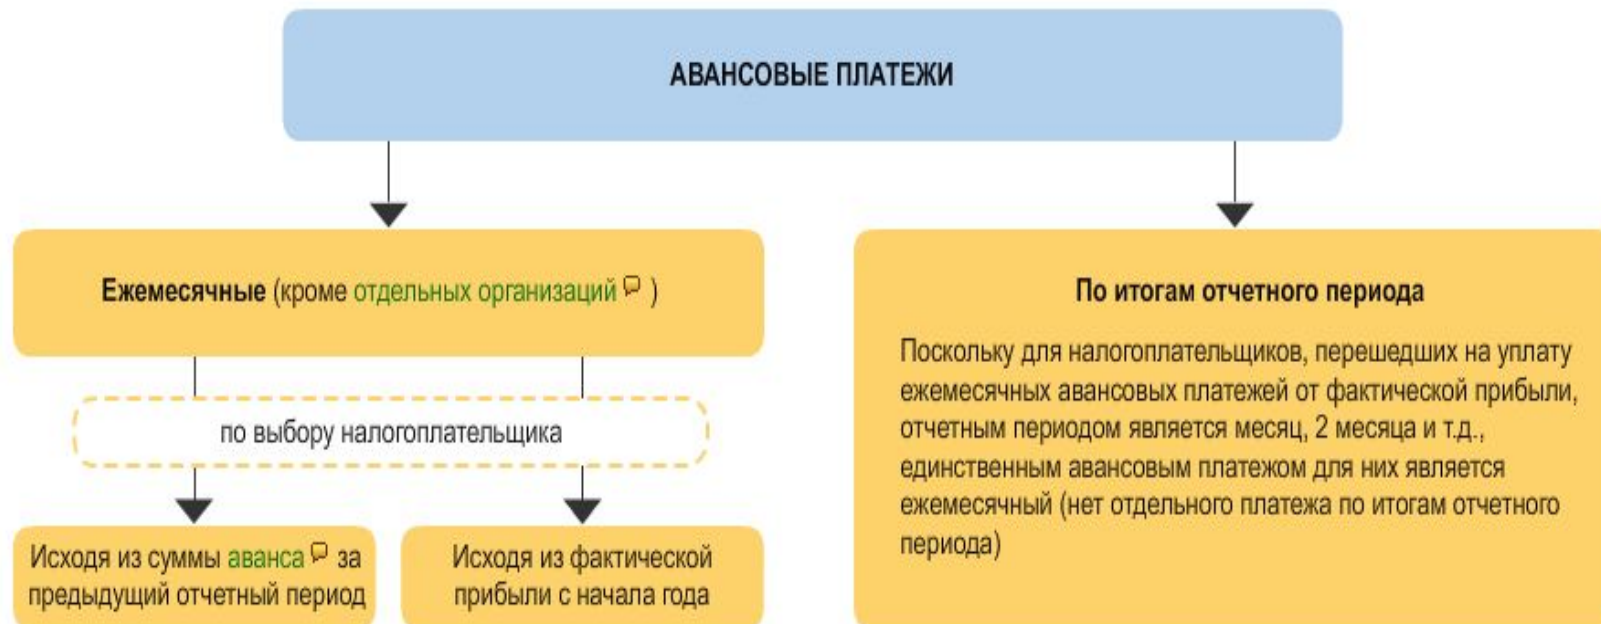 АВАНСОВЫЕ ПЛАТЕЖИ
Ежемесячные (кроме отдельных организаций )
по выбору налогоплательщика
Исходя из суммы аванса за
предыдущий отчетный период
Исходя из фактической
прибыли с начала года
По итогам отчетного периода
Поскольку для налогоплательщиков, перешедших на уплату
ежемесячных авансовых платежей от фактической прибыли,
отчетным периодом является месяц, 2 месяца и т.д.,
единственным авансовым платежом для них является
ежемесячный (нет отдельного платежа по итогам отчетного
периода)